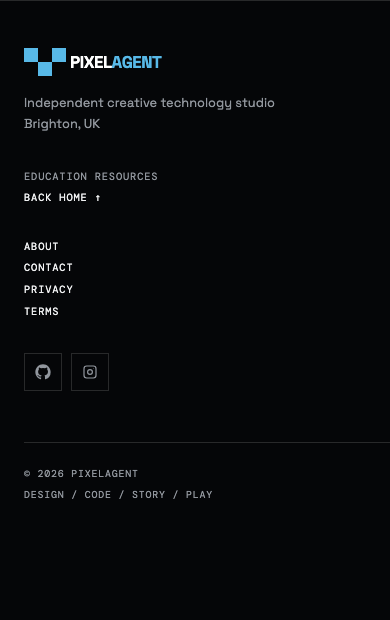 PIXELAGENT
Independent creative technology studio
Brighton, UK
EDUCATION RESOURCES
BACK HOME ↑
ABOUT
CONTACT
PRIVACY
TERMS
© 2026 PIXELAGENT
DESIGN / CODE / STORY / PLAY